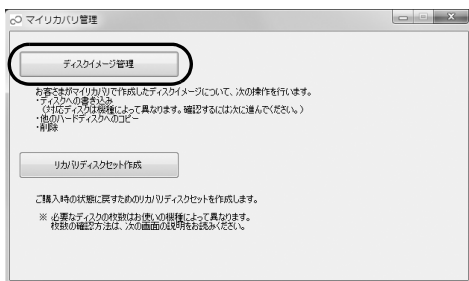 マイリカバリ管理
ディスクイメージ管理
お客さまがマイリカバリで作成したディスクイメージについて、次の操作を行います。
・ディスクへの書き込み
（対応ディスクは機種によって異なります。確認するには次に進んでください。）
・他のハードディスクへのコピー
・削除
リカバリディスクセット作成
ご購入時の状態に戻すためのリカバリディスクセットを作成します。
※ 必要なディスクの枚数はお使いの機種によって異なります。
枚数の確認方法は、次の画面の説明をお読みください。